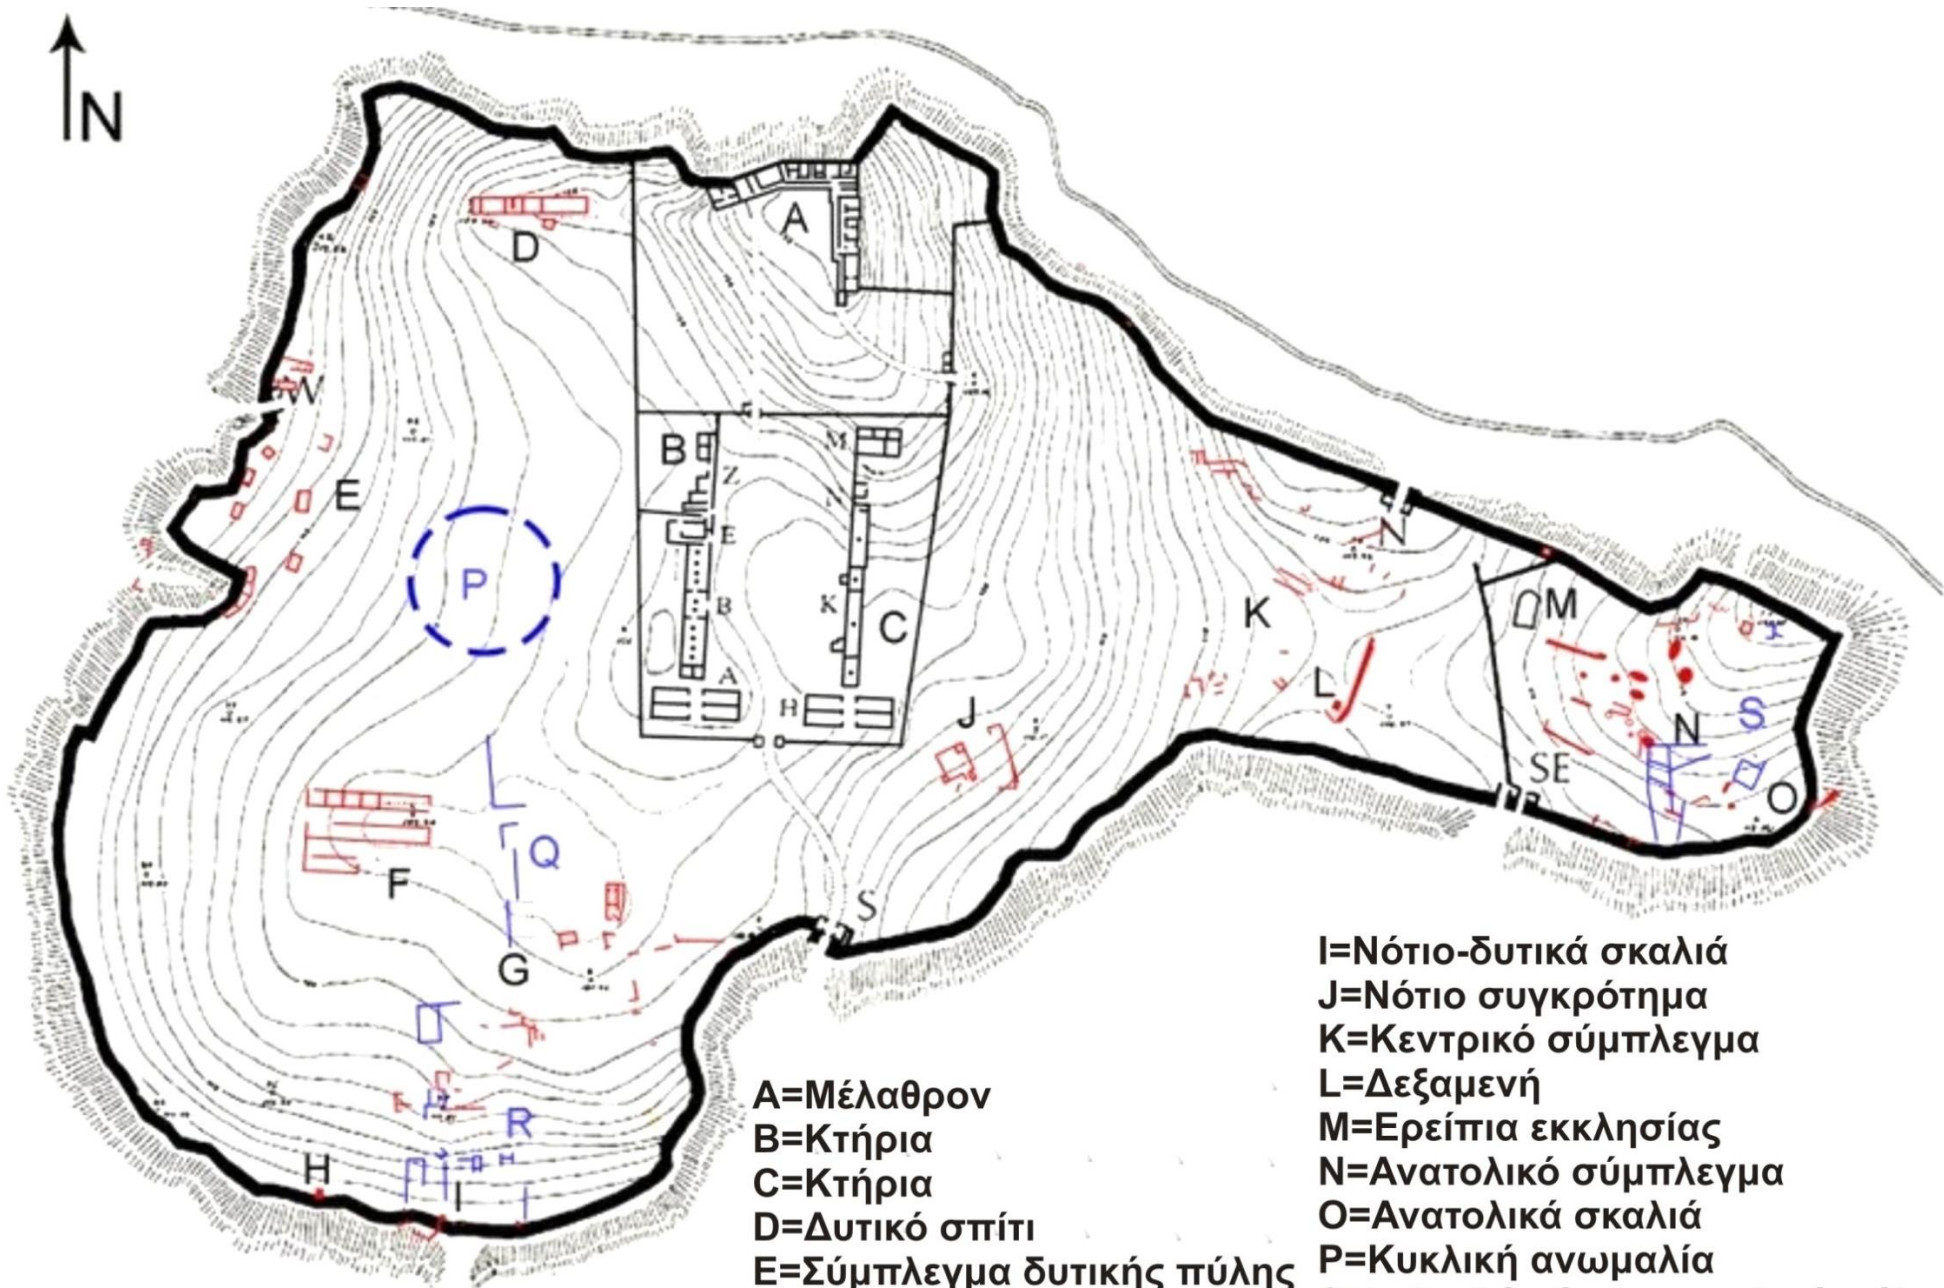 N
A
D
W
B
M
Z
E
E
P
B
K
C
A
H
J
K
N
M
L
N
S
SE
O
F
Q
S
G
R
H
I
A=Μέλαθρον
B=Κτήρια
C=Κτήρια
D=Δυτικό σπίτι
E=Σύμπλεγμα δυτικής πύλης
I=Νότιο-δυτικά σκαλιά
J=Νότιο συγκρότημα
K=Κεντρικό σύμπλεγμα
L=Δεξαμενή
M=Ερείπια εκκλησίας
N=Ανατολικό σύμπλεγμα
O=Ανατολικά σκαλιά
P=Κυκλική ανωμαλία